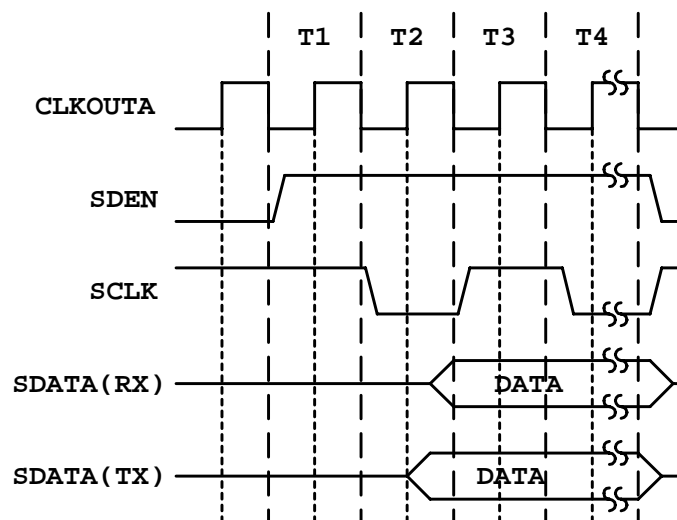 T1 T2 T3 T4
CLKOUTA
SDEN
SCLK
SDATA(RX) DATA
SDATA(TX) DATA